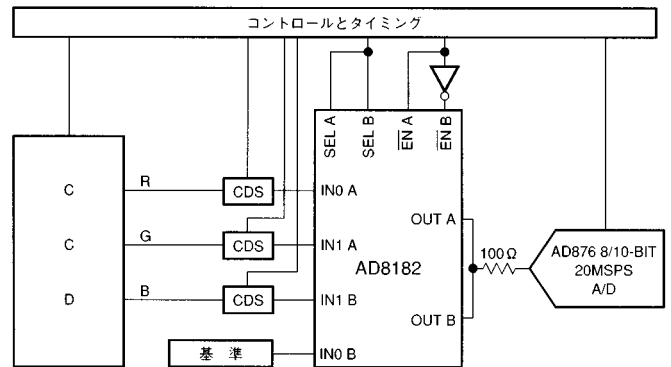 コントロールとタイミング
SEL A
SEL B
EN A
EN B
C
C
D
R
G
B
CDS
CDS
CDS
基 準
IN0 A
IN1 A
IN1 B
IN0 B
AD8182
OUT A
OUT B
100Ω
AD876 8/10-BIT
20MSPS
A/D